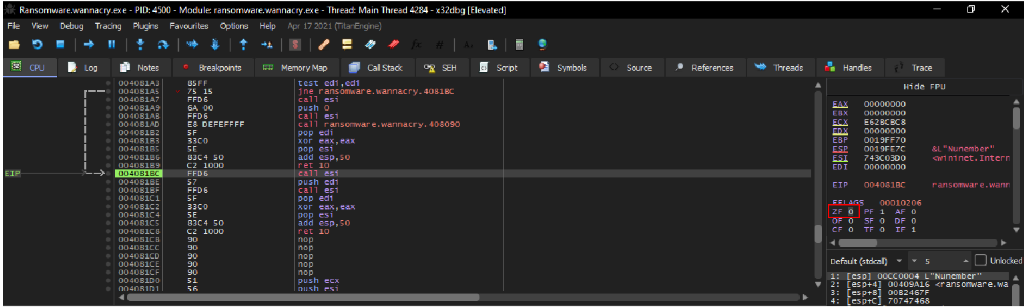 Ransomware.wannacry.exe - PID: 4500 - Module: ransomware.wannacry.exe - Thread: Main Thread 4284 - x32dbg [Elevated]
File View Debug Tracing Plugins Favourites Options Help Apr 17 2021 (TitanEngine)
CPU Log Notes Breakpoints Memory Map Call Stack SEH Script Symbols Source References Threads Handles Trace
004081A3 85FF test edi,edi
004081A5 75 15 jne ransomware.wannacry.4081BC
004081A7 FFD6 call esi
004081A9 6A 00 push 0
004081AB FFD6 call esi
004081AD E8 DEFEFFFF call ransomware.wannacry.408090
004081B2 5F pop edi
004081B3 33C0 xor eax,eax
004081B5 5E pop esi
004081B6 83C4 50 add esp,50
004081B9 C2 1000 ret 10
EIP 004081BC FFD6 call esi
004081BE 57 push edi
004081BF FFD6 call esi
004081C1 5F pop edi
004081C2 33C0 xor eax,eax
004081C4 5E pop esi
004081C5 83C4 50 add esp,50
004081C8 C2 1000 ret 10
004081CB 90 nop
004081CC 90 nop
004081CD 90 nop
004081CE 90 nop
004081CF 90 nop
004081D0 51 push ecx
004081D1 56 push esi
Hide FPU
EAX 00000000
EBX 00000000
ECX E62BCBC8
EDX 00000000
EBP 0019FF70
ESP 0019FE7C &L"Nunember"
ESI 743C03D0 <wininet.Intern
EDI 00000000
EIP 004081BC ransomware.wann
EFLAGS 00010206
ZF 0 PF 1 AF 0
OF 0 SF 0 DF 0
CF 0 TF 0 IF 1
Default (stdcall) 5 Unlocked
1: [esp] 00CC0004 L"Nunember"
2: [esp+4] 00409A16 <ransomware.wa
3: [esp+8] 00B2467F
4: [esp+C] 70747468